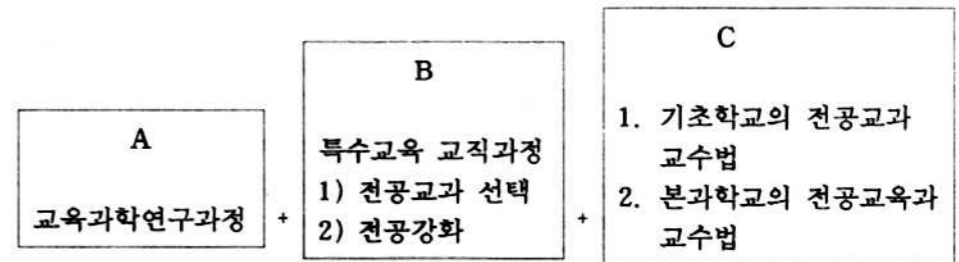 A
교육과학연구과정
+
B
특수교육 교직과정
1) 전공교과 선택
2) 전공강화
+
C
1. 기초학교의 전공교과
교수법
2. 본과학교의 전공교육과
교수법